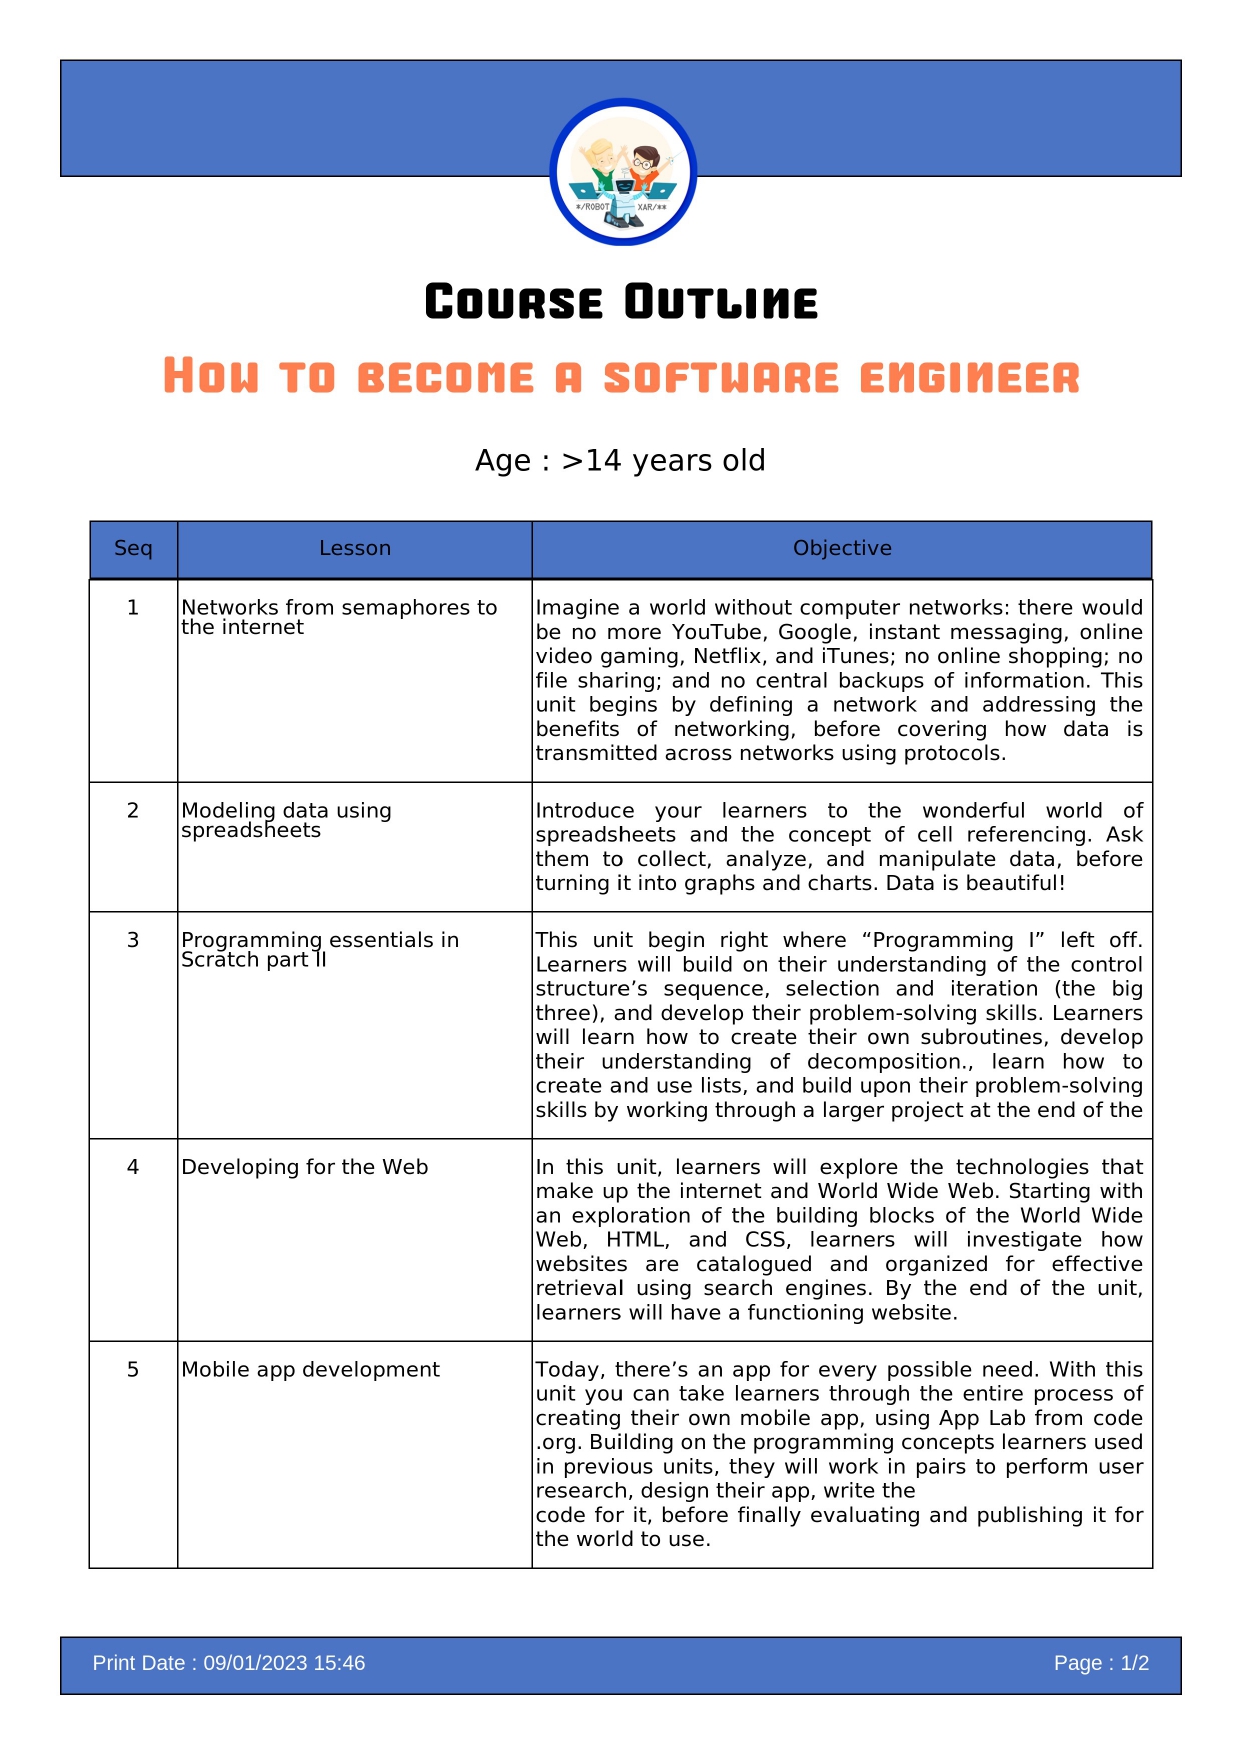 */ROBOT XAR/**
Course Outline
How to become a software engineer
Age : >14 years old
Seq Lesson Objective
1 Networks from semaphores to
the internet
Imagine a world without computer networks: there would
be no more YouTube, Google, instant messaging, online
video gaming, Netflix, and iTunes; no online shopping; no
file sharing; and no central backups of information. This
unit begins by defining a network and addressing the
benefits of networking, before covering how data is
transmitted across networks using protocols.
2 Modeling data using
spreadsheets
Introduce your learners to the wonderful world of
spreadsheets and the concept of cell referencing. Ask
them to collect, analyze, and manipulate data, before
turning it into graphs and charts. Data is beautiful!
3 Programming essentials in
Scratch part II
This unit begin right where “Programming I” left off.
Learners will build on their understanding of the control
structure’s sequence, selection and iteration (the big
three), and develop their problem-solving skills. Learners
will learn how to create their own subroutines, develop
their understanding of decomposition., learn how to
create and use lists, and build upon their problem-solving
skills by working through a larger project at the end of the
4 Developing for the Web
In this unit, learners will explore the technologies that
make up the internet and World Wide Web. Starting with
an exploration of the building blocks of the World Wide
Web, HTML, and CSS, learners will investigate how
websites are catalogued and organized for effective
retrieval using search engines. By the end of the unit,
learners will have a functioning website.
5 Mobile app development
Today, there’s an app for every possible need. With this
unit you can take learners through the entire process of
creating their own mobile app, using App Lab from code
.org. Building on the programming concepts learners used
in previous units, they will work in pairs to perform user
research, design their app, write the
code for it, before finally evaluating and publishing it for
the world to use.
Print Date : 09/01/2023 15:46 Page : 1/2